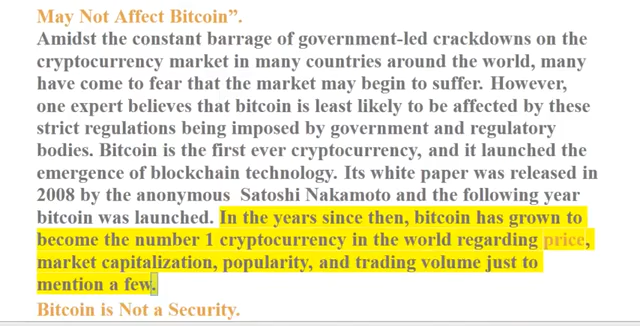 May Not Affect Bitcoin”.
Amidst the constant barrage of government-led crackdowns on the
cryptocurrency market in many countries around the world, many
have come to fear that the market may begin to suffer. However,
one expert believes that bitcoin is least likely to be affected by these
strict regulations being imposed by government and regulatory
bodies. Bitcoin is the first ever cryptocurrency, and it launched the
emergence of blockchain technology. Its white paper was released in
2008 by the anonymous  Satoshi Nakamoto and the following year
bitcoin was launched. In the years since then, bitcoin has grown to
become the number 1 cryptocurrency in the world regarding price,
market capitalization, popularity, and trading volume just to
mention a few.
Bitcoin is Not a Security.